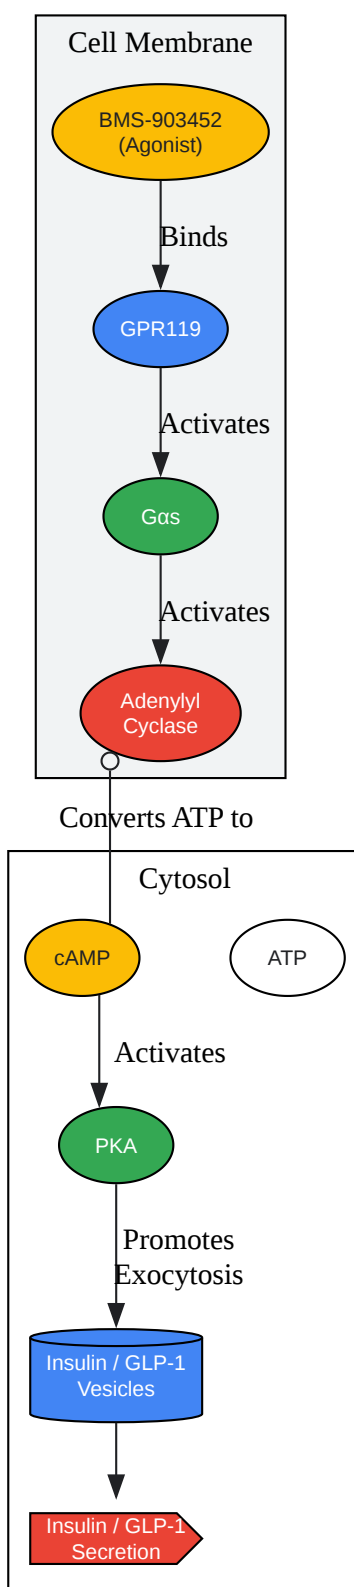 Cell Membrane
BMS-903452
(Agonist)
Binds
GPR119
Activates
Gαs
Activates
Adenylyl
Cyclase
Converts ATP to
Cytosol
cAMP
ATP
Activates
PKA
Promotes
Exocytosis
Insulin / GLP-1
Vesicles
Insulin / GLP-1
Secretion